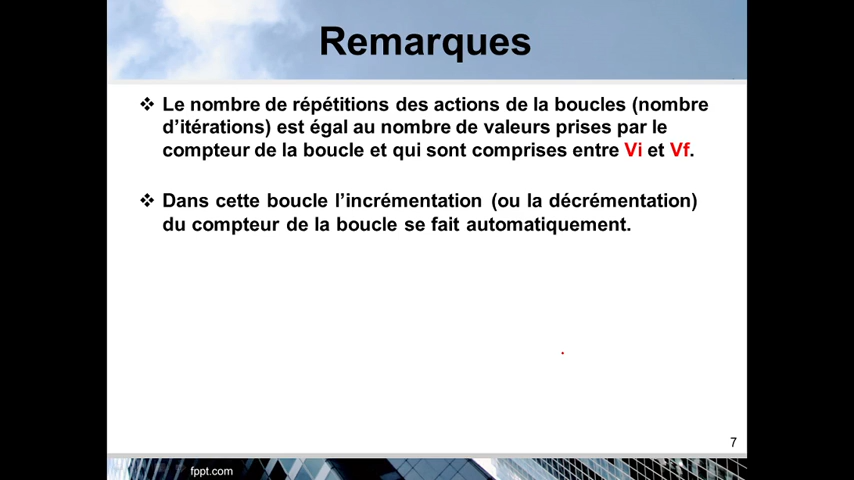 Remarques
❖ Le nombre de répétitions des actions de la boucles (nombre
d’itérations) est égal au nombre de valeurs prises par le
compteur de la boucle et qui sont comprises entre Vi et Vf.
❖ Dans cette boucle l’incrémentation (ou la décrémentation)
du compteur de la boucle se fait automatiquement.
7
fppt.com